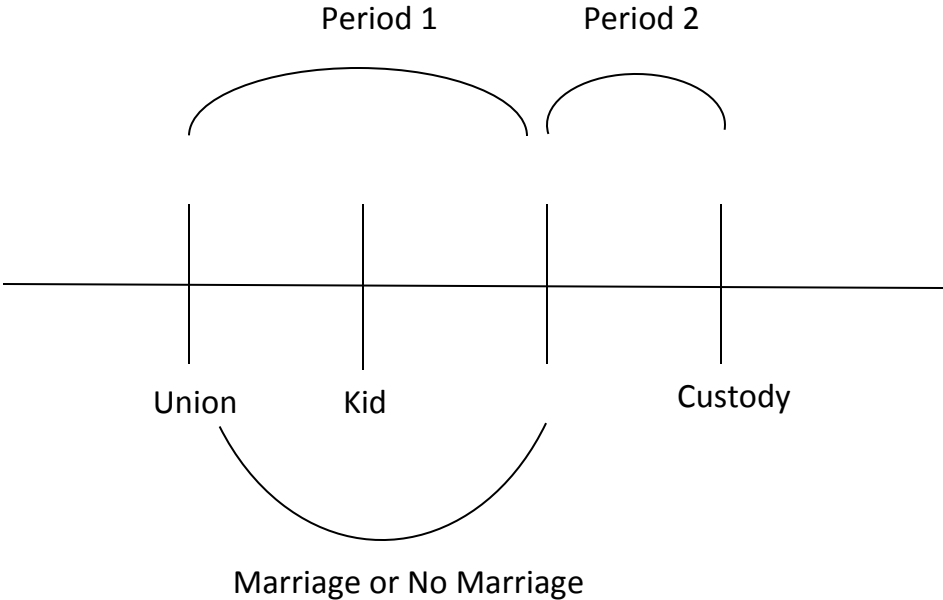 Period 1
Period 2
Union
Kid
Custody
Marriage or No Marriage